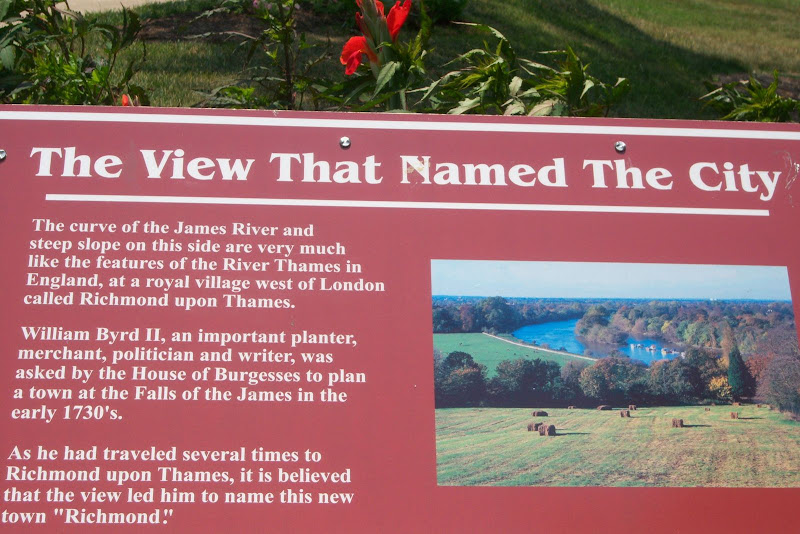 The View That Named The City
The curve of the James River and
steep slope on this side are very much
like the features of the River Thames in
England, at a royal village west of London
called Richmond upon Thames.
William Byrd II, an important planter,
merchant, politician and writer, was
asked by the House of Burgesses to plan
a town at the Falls of the James in the
early 1730's.
As he had traveled several times to
Richmond upon Thames, it is believed
that the view led him to name this new
town "Richmond."